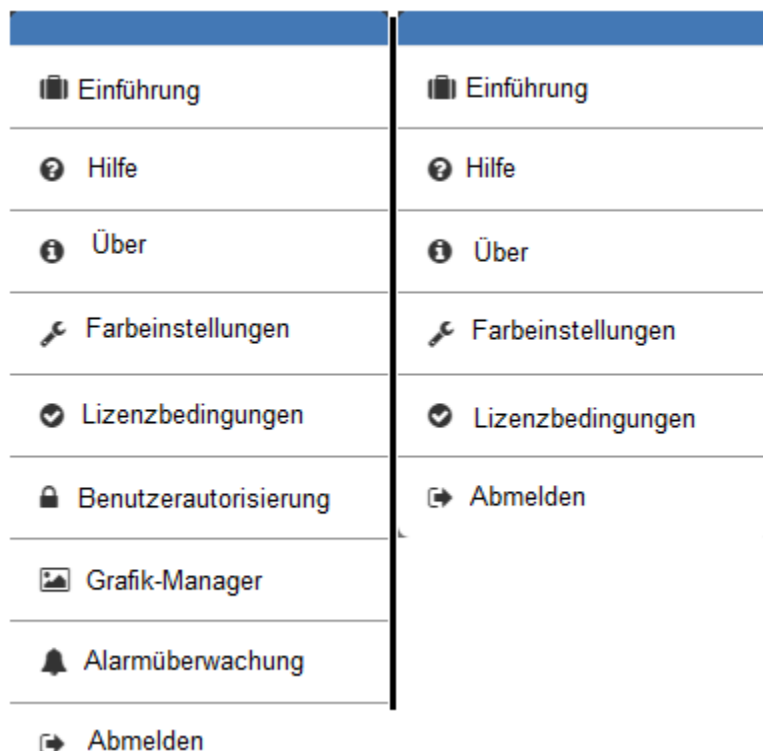 Einführung
Hilfe
Über
Farbeinstellungen
Lizenzbedingungen
Benutzerautorisierung
Grafik-Manager
Alarmüberwachung
Abmelden
Einführung
Hilfe
Über
Farbeinstellungen
Lizenzbedingungen
Abmelden